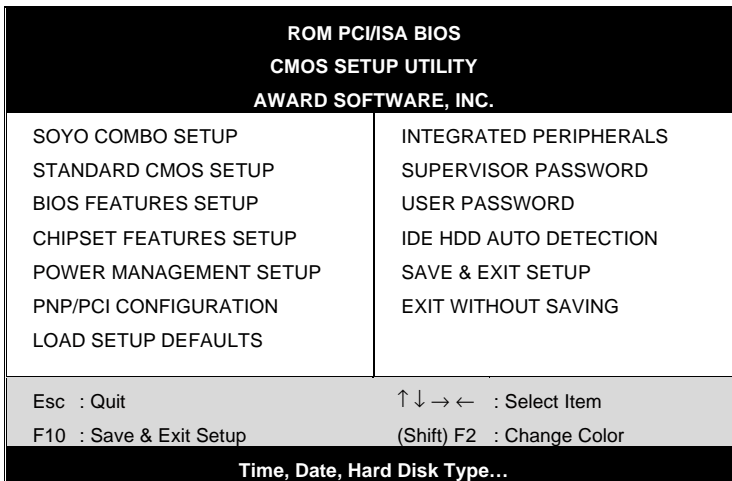 ROM PCI/ISA BIOS
CMOS SETUP UTILITY
AWARD SOFTWARE, INC.
SOYO COMBO SETUP
STANDARD CMOS SETUP
BIOS FEATURES SETUP
CHIPSET FEATURES SETUP
POWER MANAGEMENT SETUP
PNP/PCI CONFIGURATION
LOAD SETUP DEFAULTS
INTEGRATED PERIPHERALS
SUPERVISOR PASSWORD
USER PASSWORD
IDE HDD AUTO DETECTION
SAVE & EXIT SETUP
EXIT WITHOUT SAVING
Esc : Quit
↑ ↓ → ← : Select Item
F10 : Save & Exit Setup
(Shift) F2 : Change Color
Time, Date, Hard Disk Type…